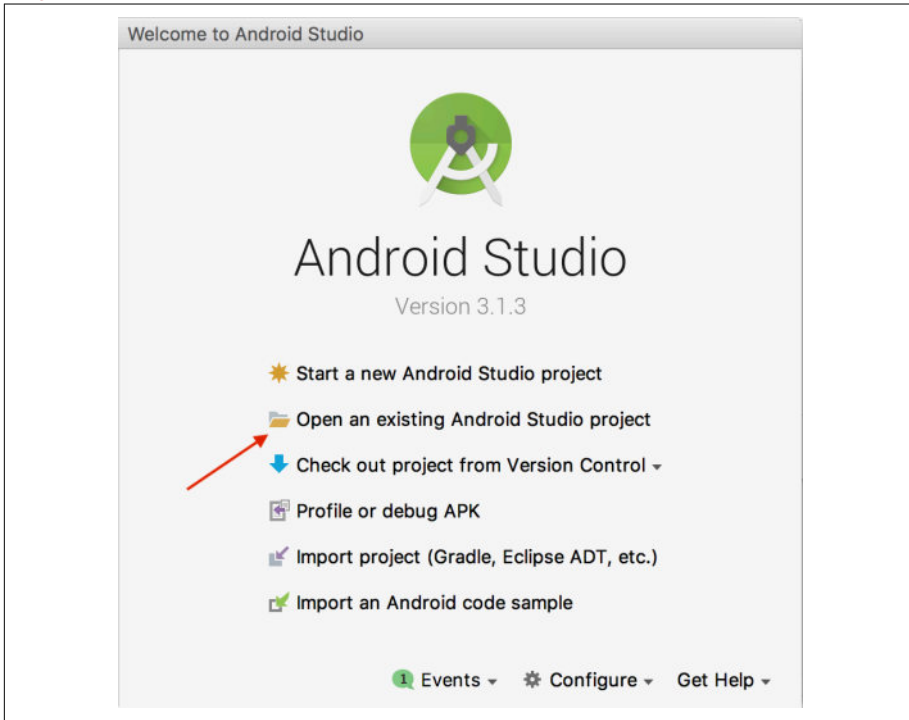 Welcome to Android Studio
Android Studio
Version 3.1.3
Start a new Android Studio project
Open an existing Android Studio project
Check out project from Version Control
Profile or debug APK
Import project (Gradle, Eclipse ADT, etc.)
Import an Android code sample
1 Events Configure Get Help